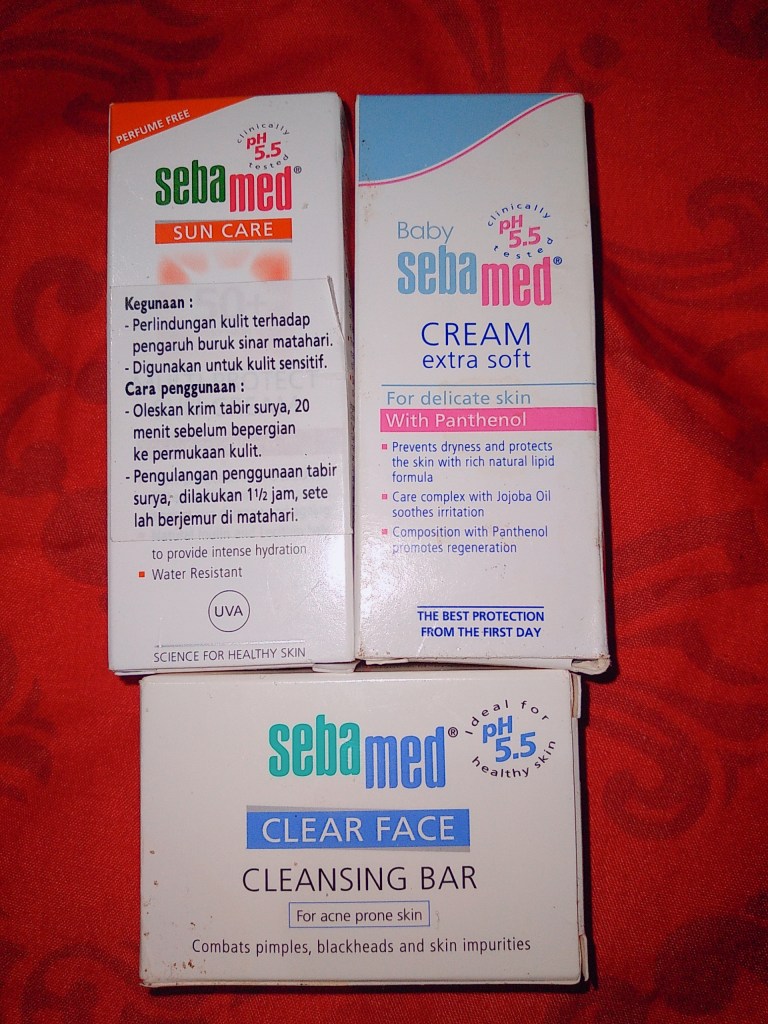 PERFUME FREE
clinically tested
pH 5.5
sebamed®
SUN CARE
50+
Kegunaan :
- Perlindungan kulit terhadap
pengaruh buruk sinar matahari.
- Digunakan untuk kulit sensitif.
Cara penggunaan :
- Oleskan krim tabir surya, 20
menit sebelum bepergian
ke permukaan kulit.
- Pengulangan penggunaan tabir
surya, dilakukan 1½ jam, sete
lah berjemur di matahari.
to provide intense hydration
Water Resistant
UVA
SCIENCE FOR HEALTHY SKIN
clinically tested
pH 5.5
Baby
sebamed®
CREAM
extra soft
For delicate skin
With Panthenol
Prevents dryness and protects
the skin with rich natural lipid
formula
Care complex with Jojoba Oil
soothes irritation
Composition with Panthenol
promotes regeneration
THE BEST PROTECTION
FROM THE FIRST DAY
Ideal for healthy skin
pH 5.5
sebamed®
CLEAR FACE
CLEANSING BAR
For acne prone skin
Combats pimples, blackheads and skin impurities